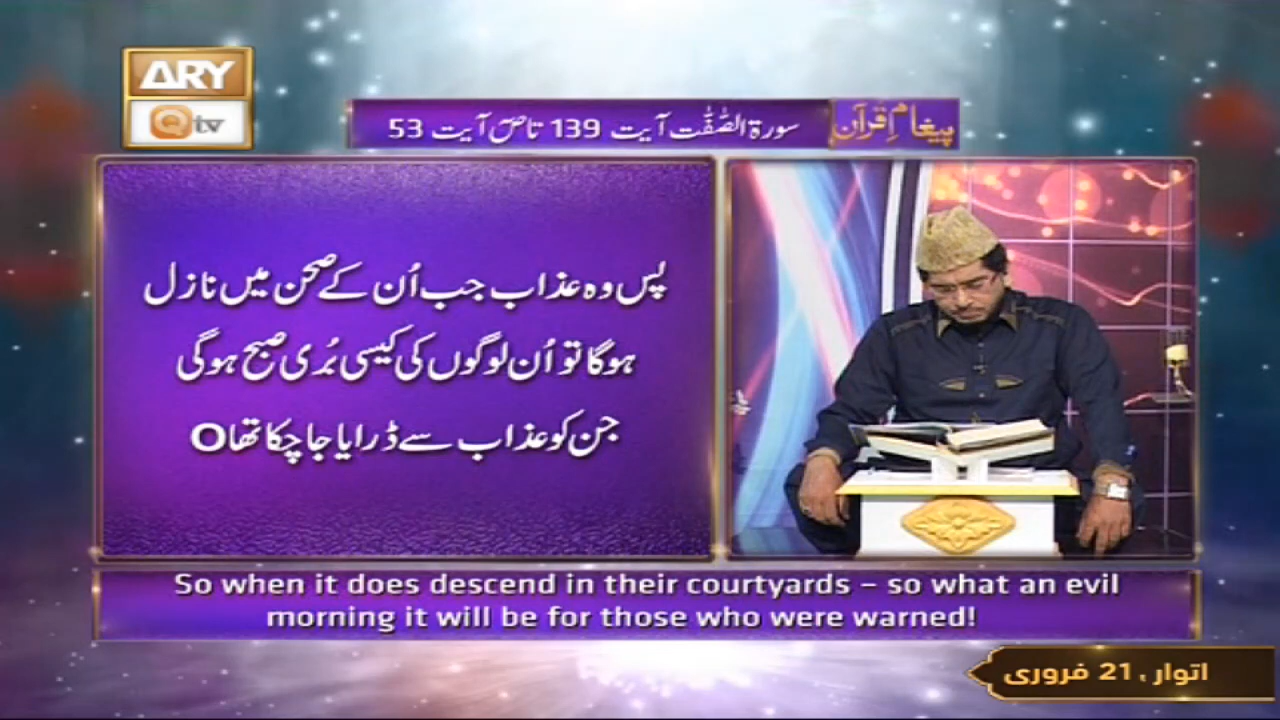 ARY
Qtv
پیغامِ قرآن
سورۃ الصّٰفّٰت آیت 139 تا صٓ آیت 53
پس وہ عذاب جب اُن کے صحن میں نازل
ہوگا تو اُن لوگوں کی کیسی بُری صبح ہوگی
جن کو عذاب سے ڈرایا جا چکا تھاO
So when it does descend in their courtyards – so what an evil
morning it will be for those who were warned!
اتوار، 21 فروری